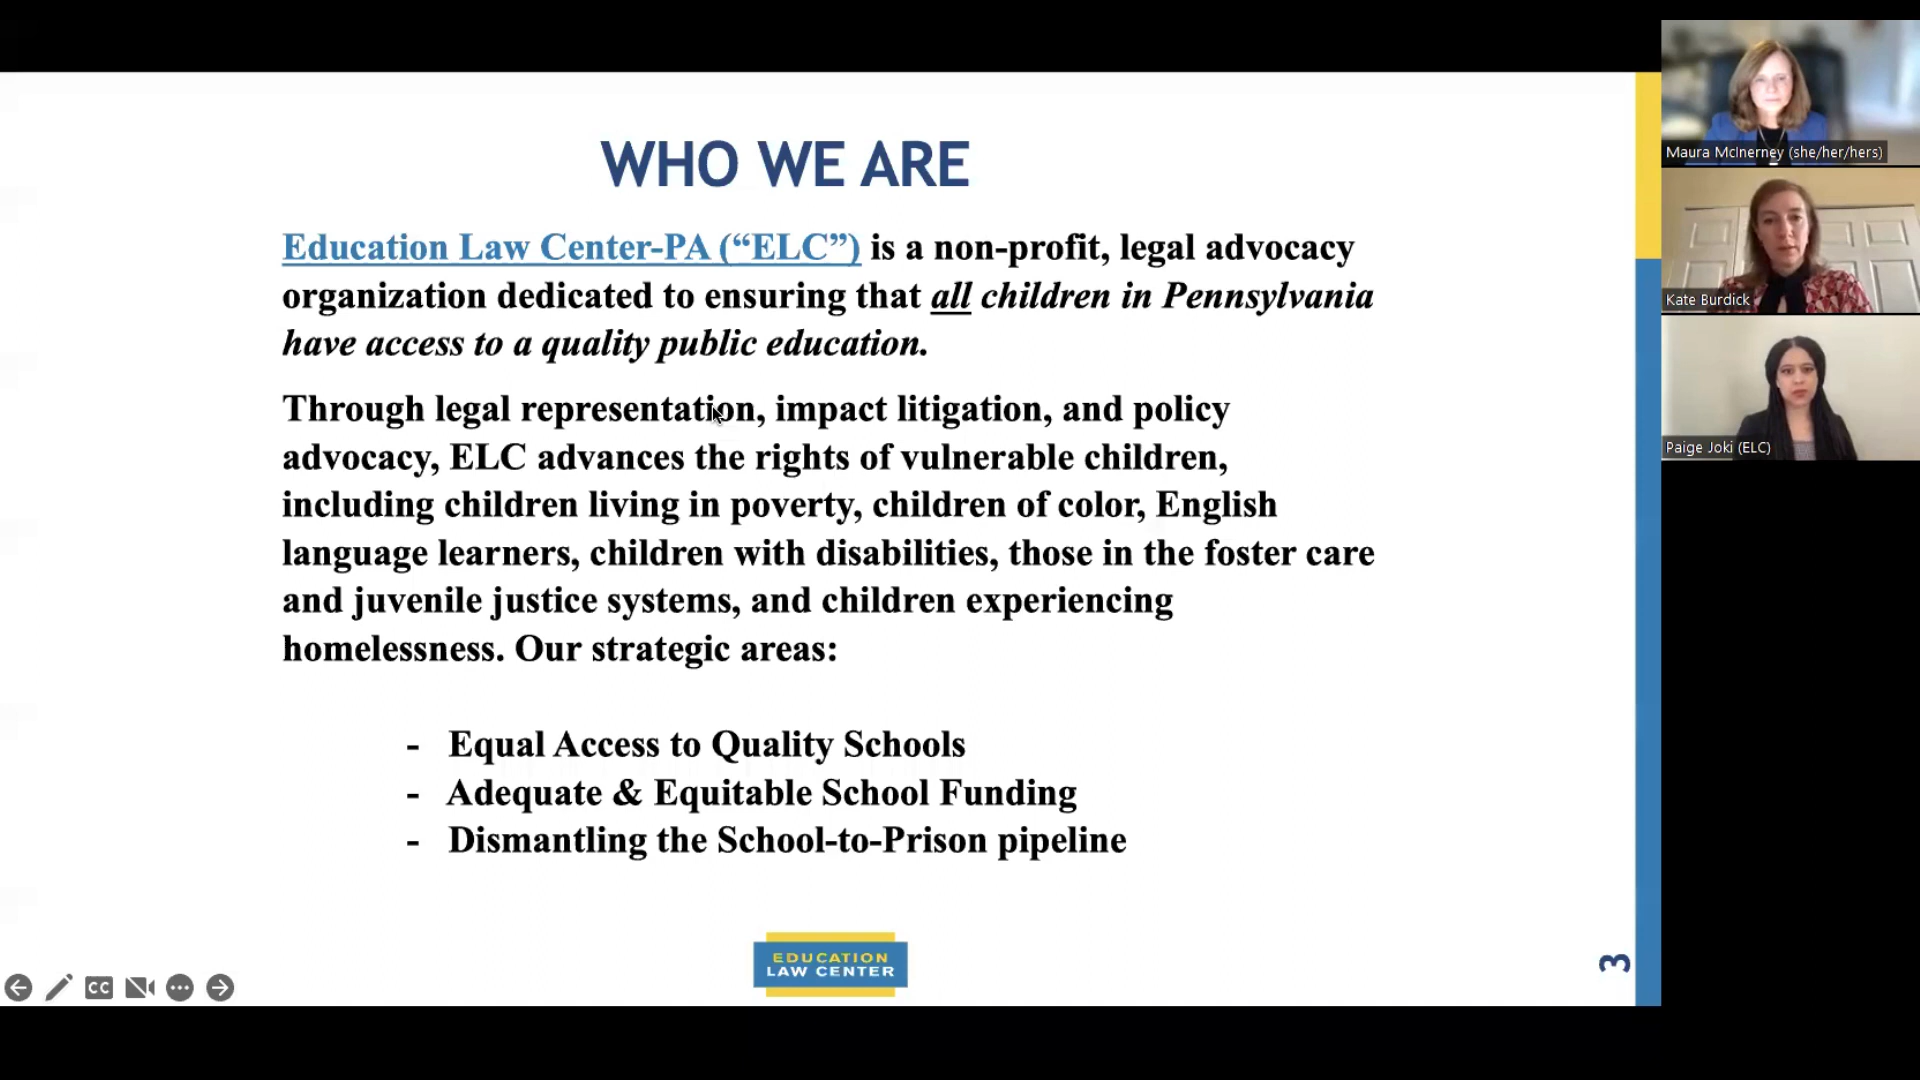 WHO WE ARE
Education Law Center-PA (“ELC”) is a non-profit, legal advocacy
organization dedicated to ensuring that all children in Pennsylvania
have access to a quality public education.
Through legal representation, impact litigation, and policy
advocacy, ELC advances the rights of vulnerable children,
including children living in poverty, children of color, English
language learners, children with disabilities, those in the foster care
and juvenile justice systems, and children experiencing
homelessness. Our strategic areas:
- Equal Access to Quality Schools
- Adequate & Equitable School Funding
- Dismantling the School-to-Prison pipeline
EDUCATION
LAW CENTER
3
CC
Maura McInerney (she/her/hers)
Kate Burdick
Paige Joki (ELC)